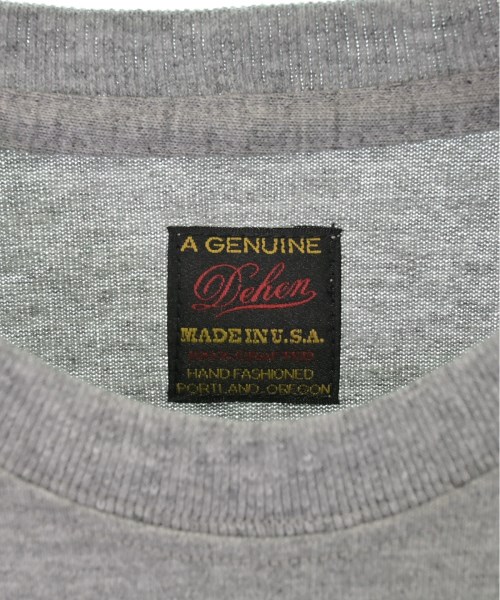 A GENUINE
Dehen
MADE IN U.S.A.
HAND FASHIONED
PORTLAND, OREGON